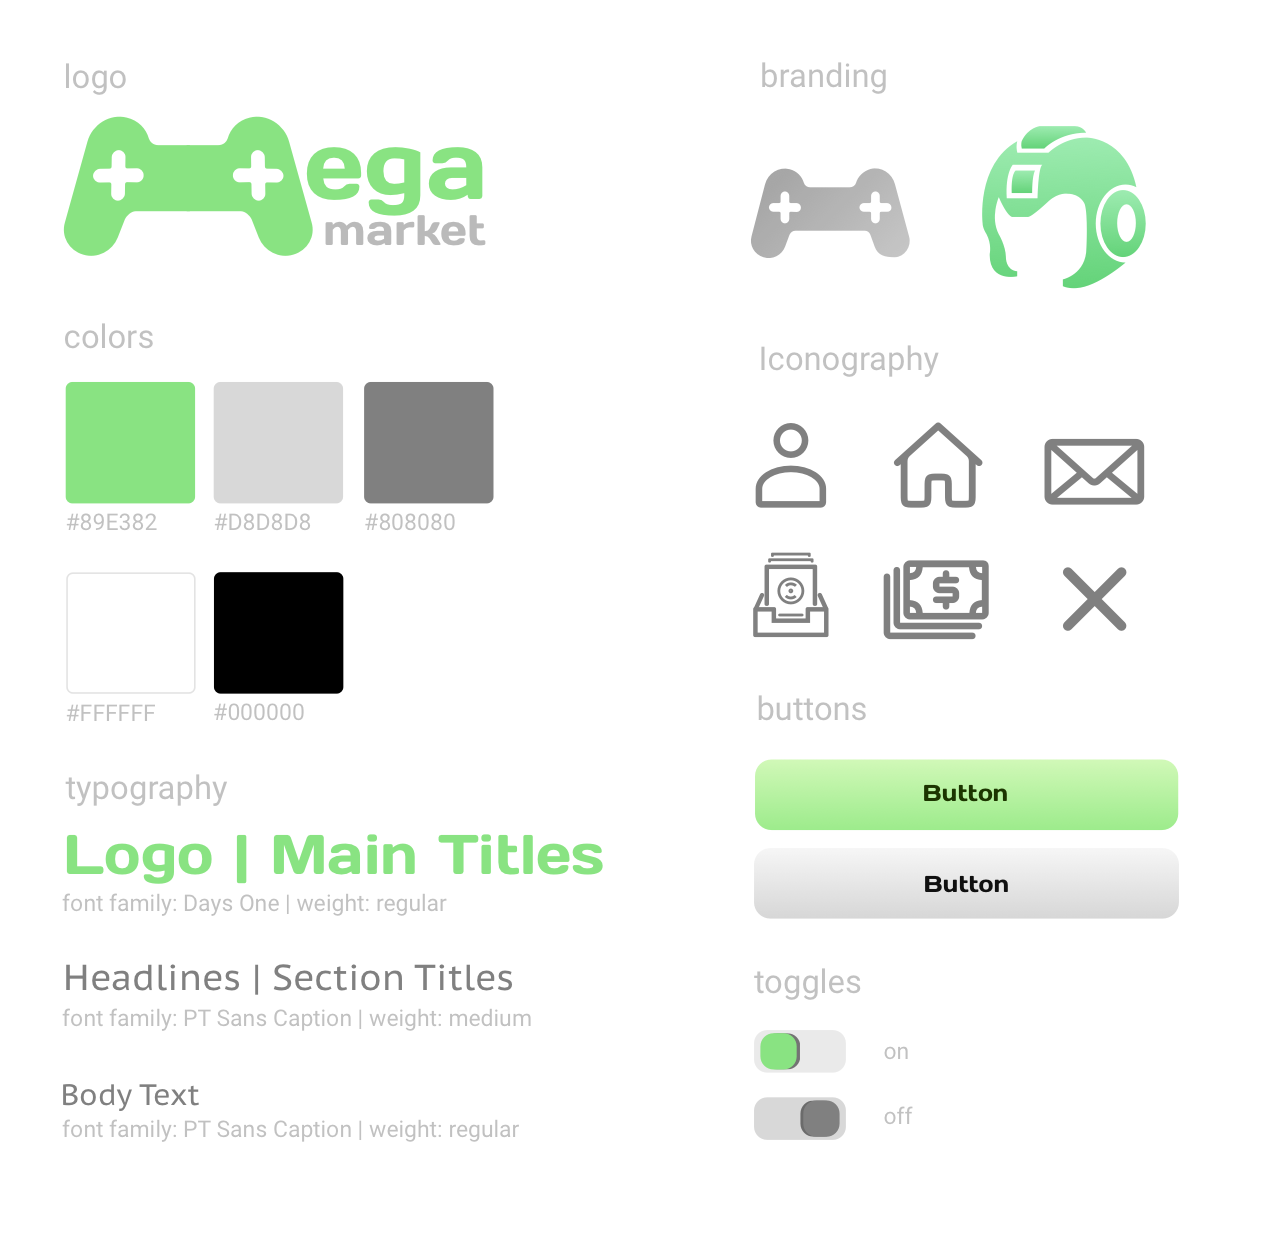 logo
ega
market
colors
#89E382
#D8D8D8
#808080
#FFFFFF
#000000
typography
Logo | Main Titles
font family: Days One | weight: regular
Headlines | Section Titles
font family: PT Sans Caption | weight: medium
Body Text
font family: PT Sans Caption | weight: regular
branding
Iconography
$
buttons
Button
Button
toggles
on
off